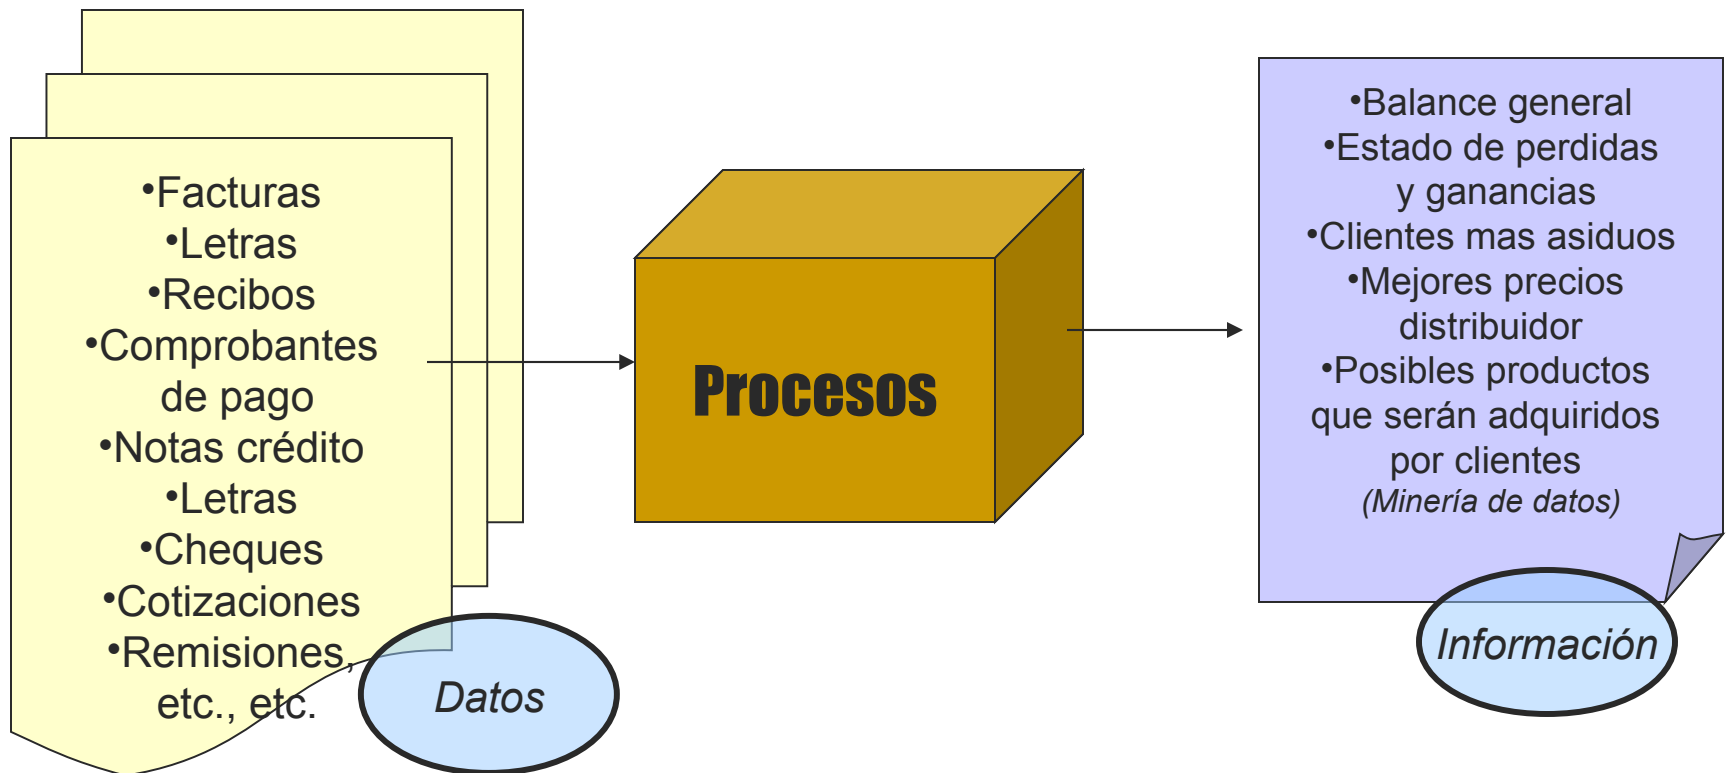 •Facturas
•Letras
•Recibos
•Comprobantes
de pago
•Notas crédito
•Letras
•Cheques
•Cotizaciones
•Remisiones,
etc., etc.
Datos
Procesos
•Balance general
•Estado de perdidas
y ganancias
•Clientes mas asiduos
•Mejores precios
distribuidor
•Posibles productos
que serán adquiridos
por clientes
(Minería de datos)
Información